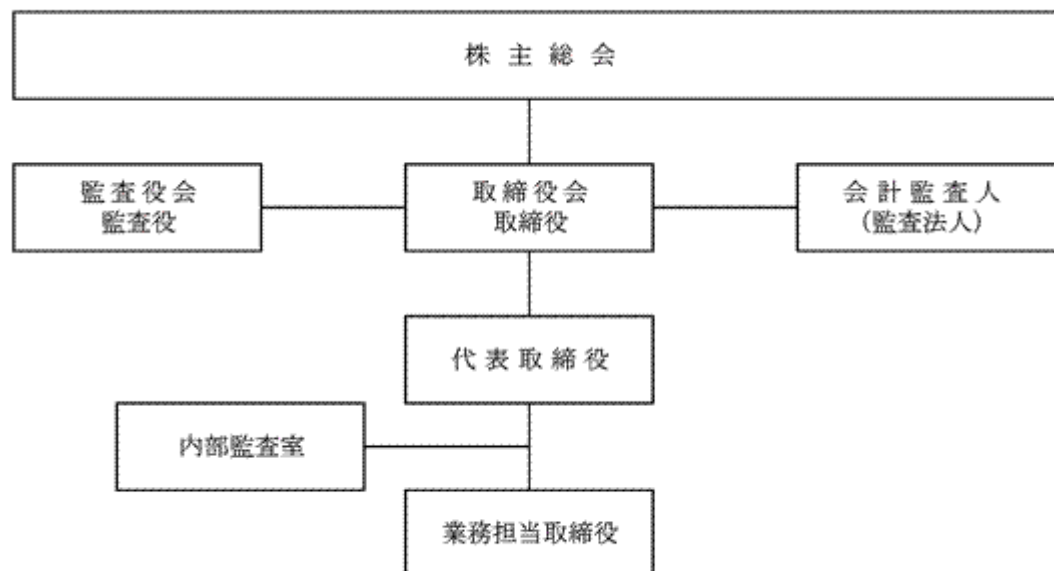 株主総会
監査役会
監査役
取締役会
取締役
会計監査人
(監査法人)
代表取締役
内部監査室
業務担当取締役